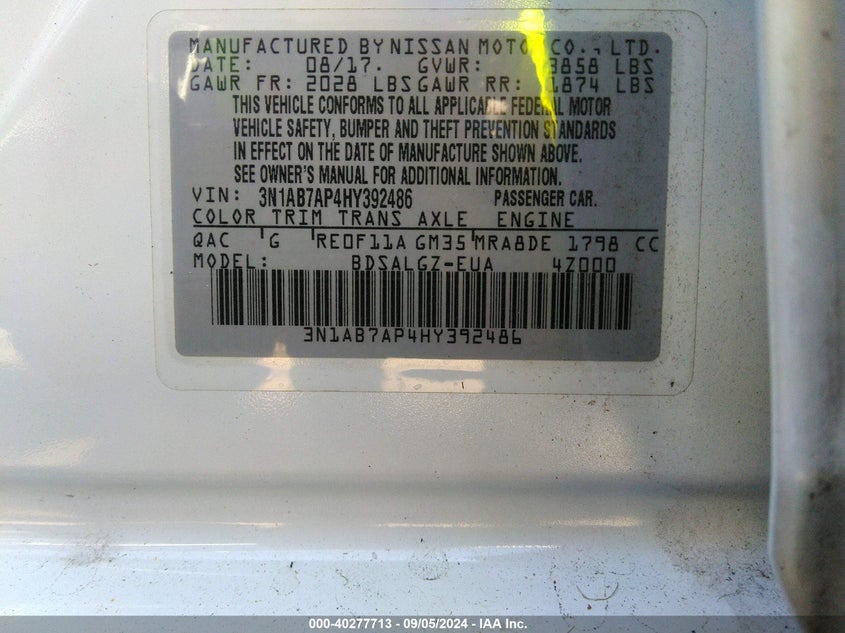 MANUFACTURED BY NISSAN MOTOR CO., LTD.
DATE: 08/17. GVWR: 3858 LBS
GAWR FR: 2028 LBS GAWR RR: 1874 LBS
THIS VEHICLE CONFORMS TO ALL APPLICABLE FEDERAL MOTOR
VEHICLE SAFETY, BUMPER AND THEFT PREVENTION STANDARDS
IN EFFECT ON THE DATE OF MANUFACTURE SHOWN ABOVE.
SEE OWNER'S MANUAL FOR ADDITIONAL INFORMATION.
VIN: 3N1AB7AP4HY392486 PASSENGER CAR.
COLOR TRIM TRANS AXLE ENGINE
QAC G RE0F11A GM35 MRA8DE 1798 CC
MODEL: BDSALGZ-EUA 4Z000
3N1AB7AP4HY392486
000-40277713 - 09/05/2024 - IAA Inc.